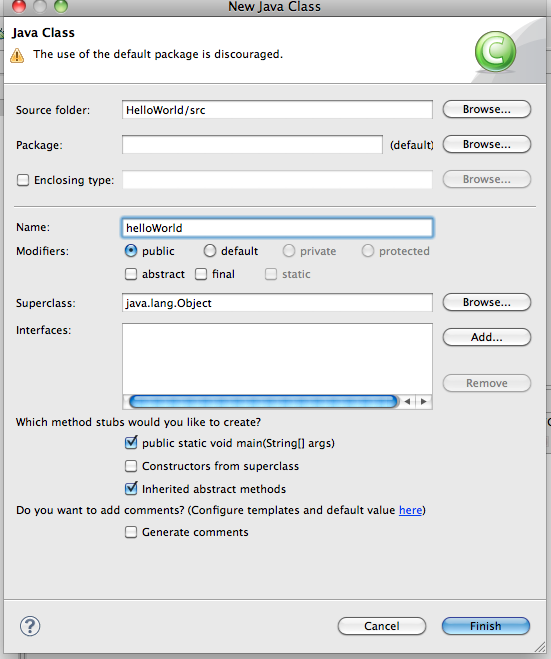 New Java Class
Java Class
The use of the default package is discouraged.
Source folder: HelloWorld/src Browse...
Package: (default) Browse...
Enclosing type: Browse...
Name: helloWorld
Modifiers: public default private protected
abstract final static
Superclass: java.lang.Object Browse...
Interfaces: Add...
Remove
Which method stubs would you like to create?
public static void main(String[] args)
Constructors from superclass
Inherited abstract methods
Do you want to add comments? (Configure templates and default value here)
Generate comments
? Cancel Finish